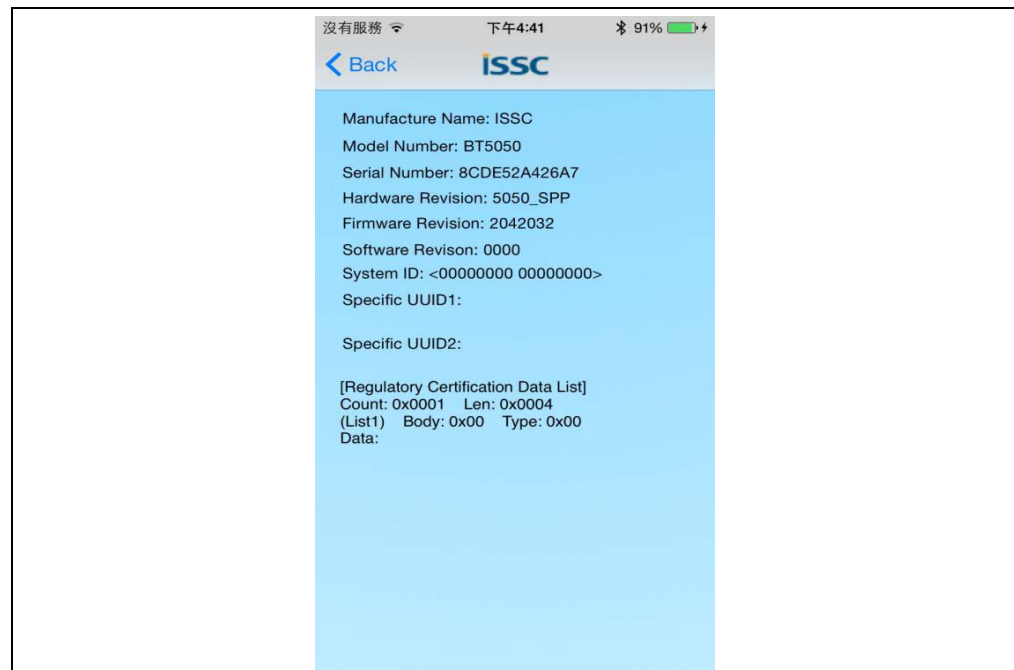 沒有服務 下午4:41 91%
Back ISSC
Manufacture Name: ISSC
Model Number: BT5050
Serial Number: 8CDE52A426A7
Hardware Revision: 5050_SPP
Firmware Revision: 2042032
Software Revison: 0000
System ID: <00000000 00000000>
Specific UUID1:
Specific UUID2:
[Regulatory Certification Data List]
Count: 0x0001 Len: 0x0004
(List1) Body: 0x00 Type: 0x00
Data: